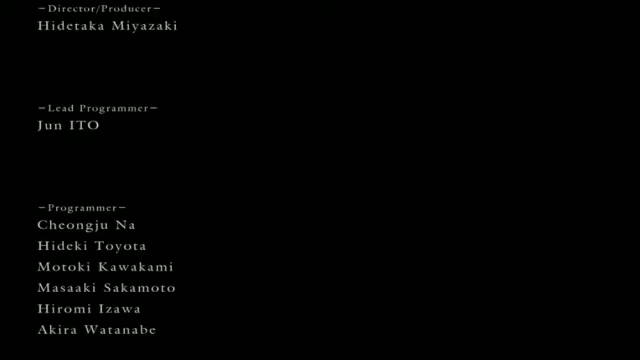 -Director/Producer-
Hidetaka Miyazaki
-Lead Programmer-
Jun ITO
-Programmer-
Cheongju Na
Hideki Toyota
Motoki Kawakami
Masaaki Sakamoto
Hiromi Izawa
Akira Watanabe